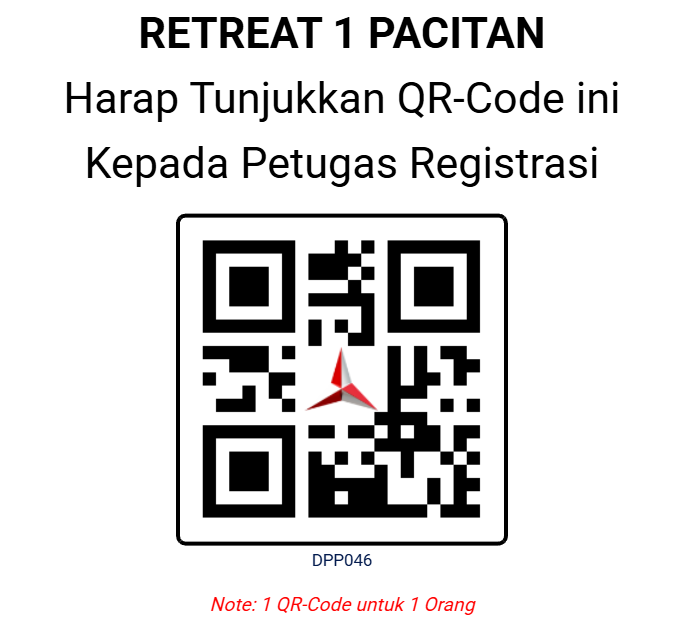 RETREAT 1 PACITAN
Harap Tunjukkan QR-Code ini
Kepada Petugas Registrasi
DPP046
Note: 1 QR-Code untuk 1 Orang